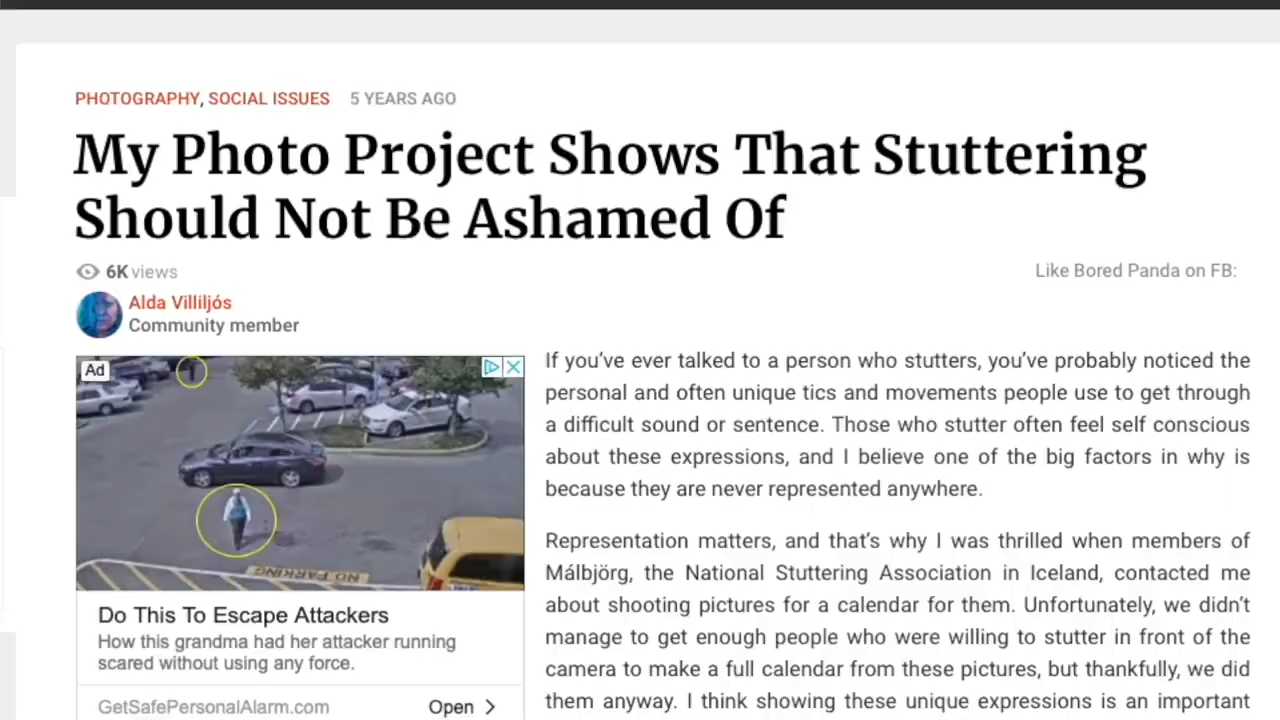 PHOTOGRAPHY, SOCIAL ISSUES 5 YEARS AGO
My Photo Project Shows That Stuttering
Should Not Be Ashamed Of
6K views
Like Bored Panda on FB:
Alda Villiljós
Community member
Ad
NO PARKING
Do This To Escape Attackers
How this grandma had her attacker running
scared without using any force.
GetSafePersonalAlarm.com
Open
If you've ever talked to a person who stutters, you've probably noticed the
personal and often unique tics and movements people use to get through
a difficult sound or sentence. Those who stutter often feel self conscious
about these expressions, and I believe one of the big factors in why is
because they are never represented anywhere.
Representation matters, and that's why I was thrilled when members of
Málbjörg, the National Stuttering Association in Iceland, contacted me
about shooting pictures for a calendar for them. Unfortunately, we didn't
manage to get enough people who were willing to stutter in front of the
camera to make a full calendar from these pictures, but thankfully, we did
them anyway. I think showing these unique expressions is an important